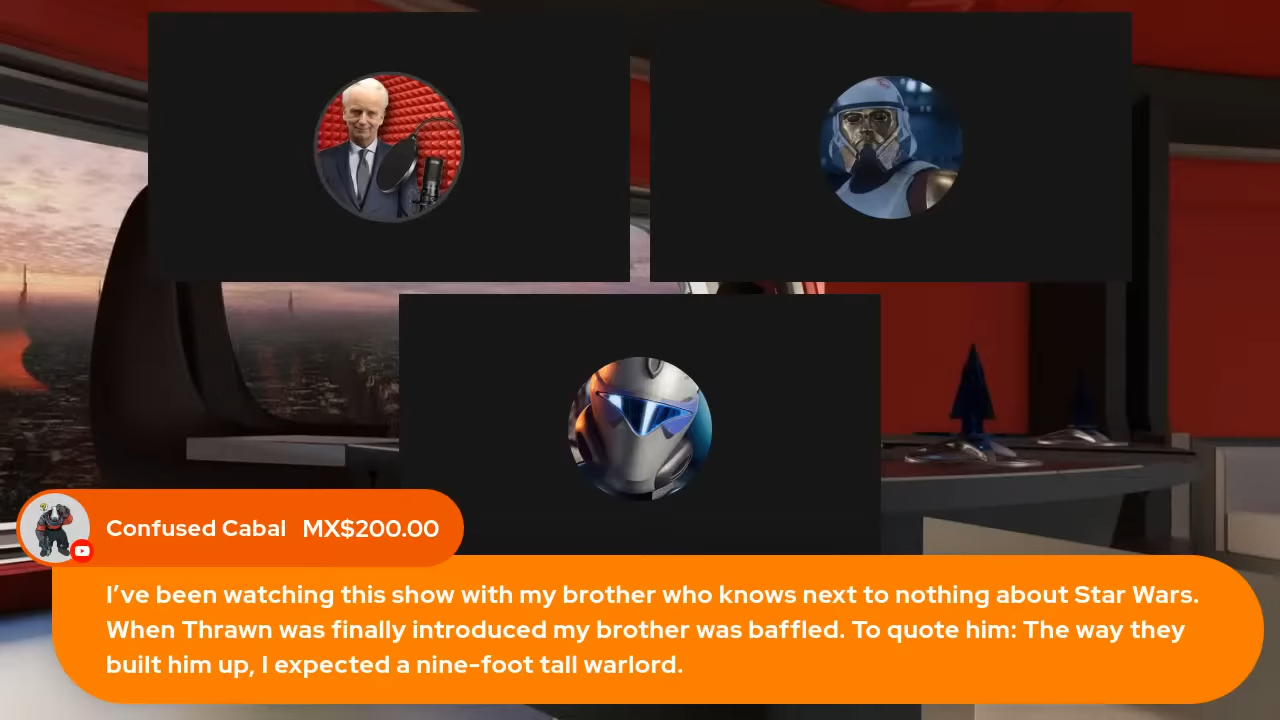 Confused Cabal MX$200.00
I’ve been watching this show with my brother who knows next to nothing about Star Wars.
When Thrawn was finally introduced my brother was baffled. To quote him: The way they
built him up, I expected a nine-foot tall warlord.